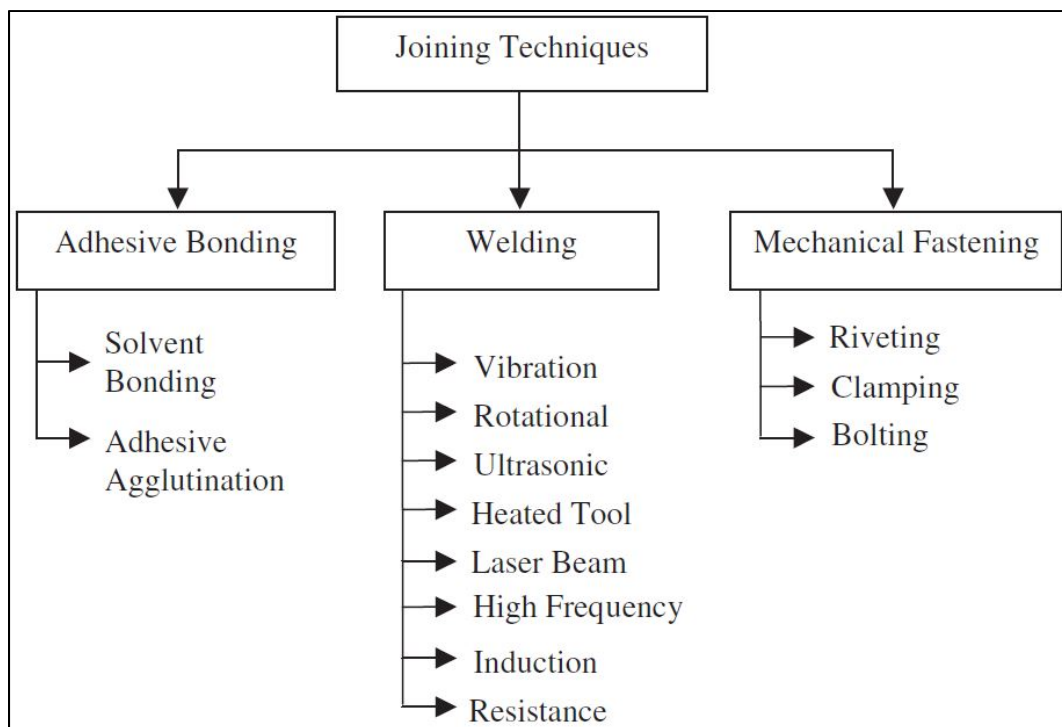 Joining Techniques
Adhesive Bonding
Solvent
Bonding
Adhesive
Agglutination
Welding
Vibration
Rotational
Ultrasonic
Heated Tool
Laser Beam
High Frequency
Induction
Resistance
Mechanical Fastening
Riveting
Clamping
Bolting